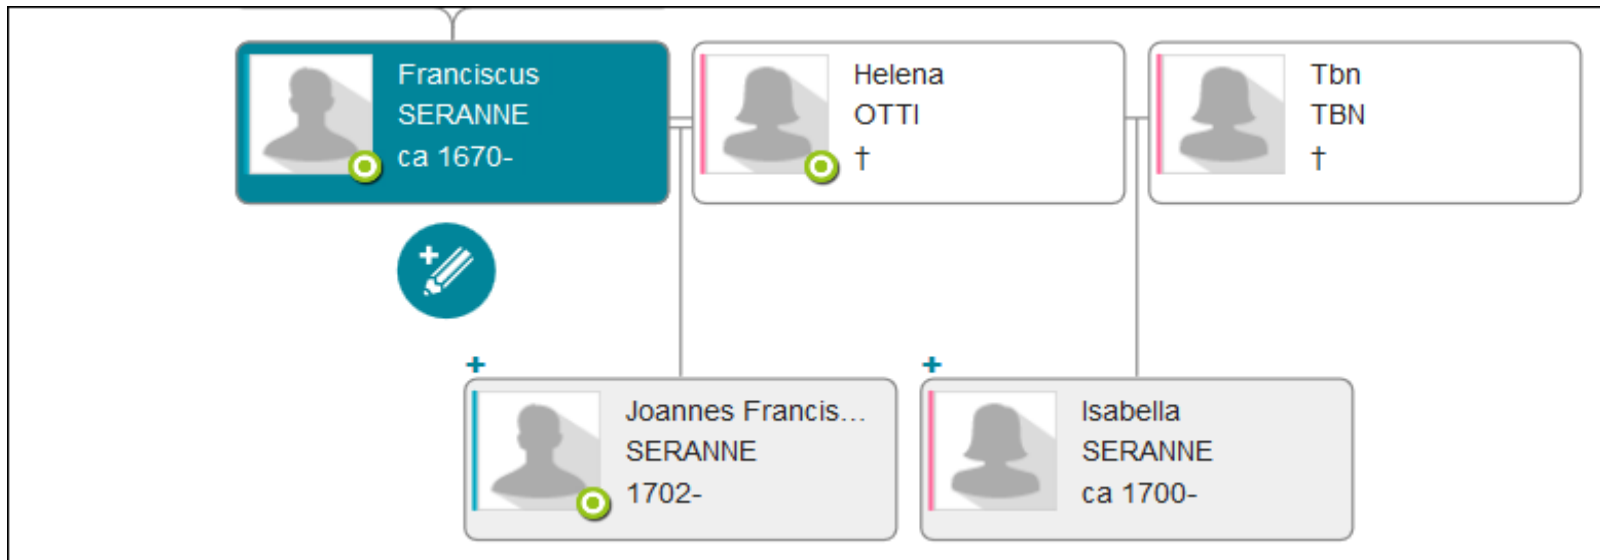 Franciscus
SERANNE
ca 1670-
Helena
OTTI
†
Tbn
TBN
†
Joannes Francis...
SERANNE
1702-
Isabella
SERANNE
ca 1700-